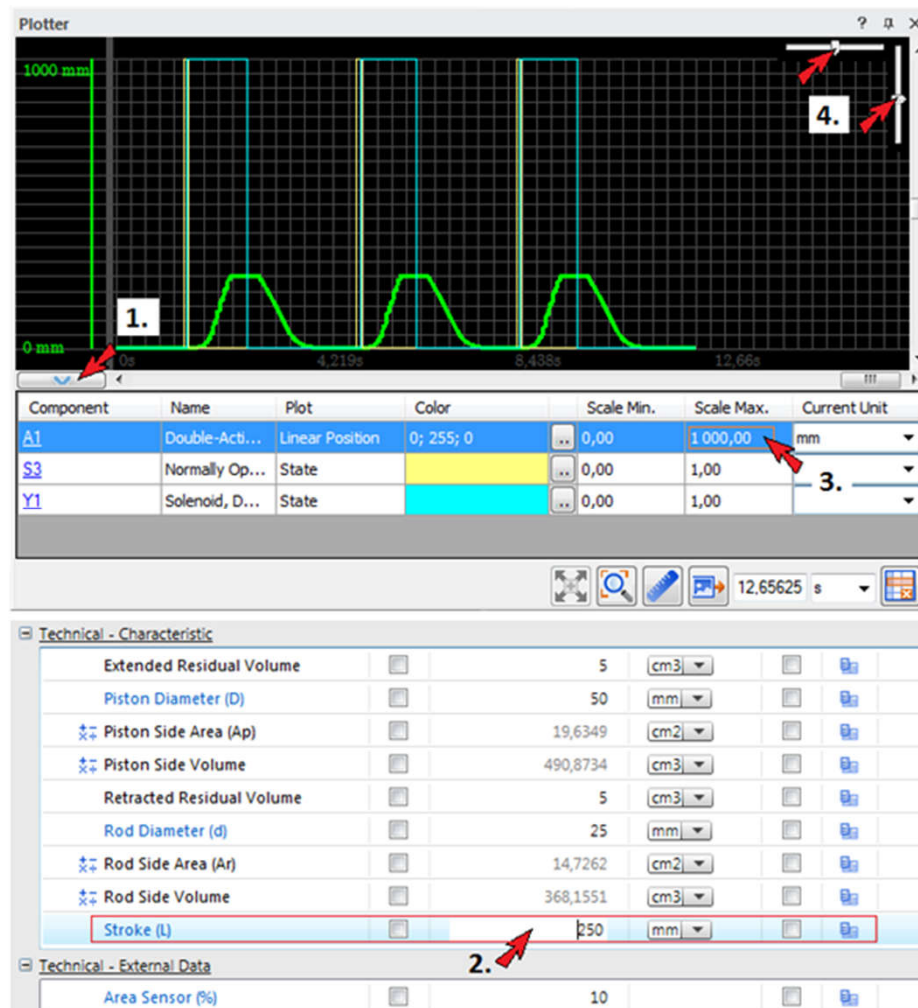 Plotter
?
1000 mm
4.
1.
0 mm
0s 4,219s 8,438s 12,66s
Component Name Plot Color Scale Min. Scale Max. Current Unit
A1 Double-Acti... Linear Position 0; 255; 0 .. 0,00 1 000,00 mm
S3 Normally Op... State .. 0,00 1,00
3.
Y1 Solenoid, D... State .. 0,00 1,00
12,65625 s
Technical - Characteristic
Extended Residual Volume 5 cm3
Piston Diameter (D) 50 mm
Piston Side Area (Ap) 19,6349 cm2
Piston Side Volume 490,8734 cm3
Retracted Residual Volume 5 cm3
Rod Diameter (d) 25 mm
Rod Side Area (Ar) 14,7262 cm2
Rod Side Volume 368,1551 cm3
Stroke (L) 250 mm
2.
Technical - External Data
Area Sensor (%) 10